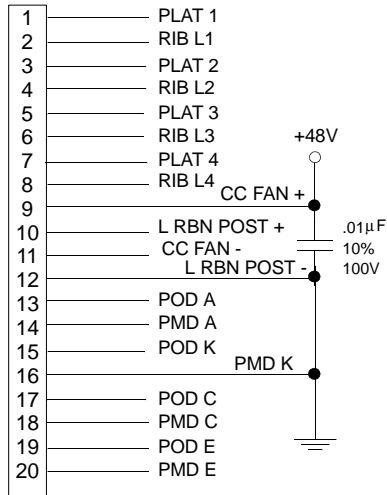 1 PLAT 1
2 RIB L1
3 PLAT 2
4 RIB L2
5 PLAT 3
6 RIB L3
+48V
7 PLAT 4
8 RIB L4
CC FAN +
9
10 L RBN POST + .01µF
11 CC FAN - 10%
L RBN POST - 100V
12
13 POD A
14 PMD A
15 POD K
PMD K
16
17 POD C
18 PMD C
19 POD E
20 PMD E